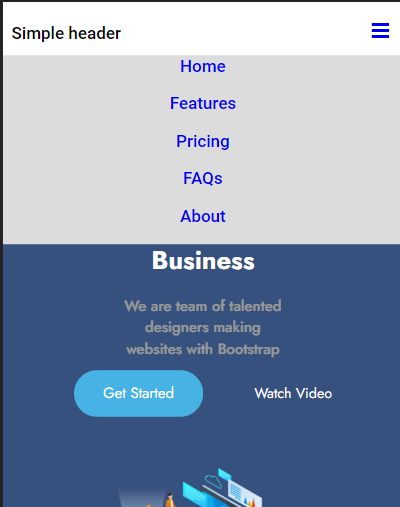 Simple header
Home
Features
Pricing
FAQs
About
Business
We are team of talented
designers making
websites with Bootstrap
Get Started
Watch Video